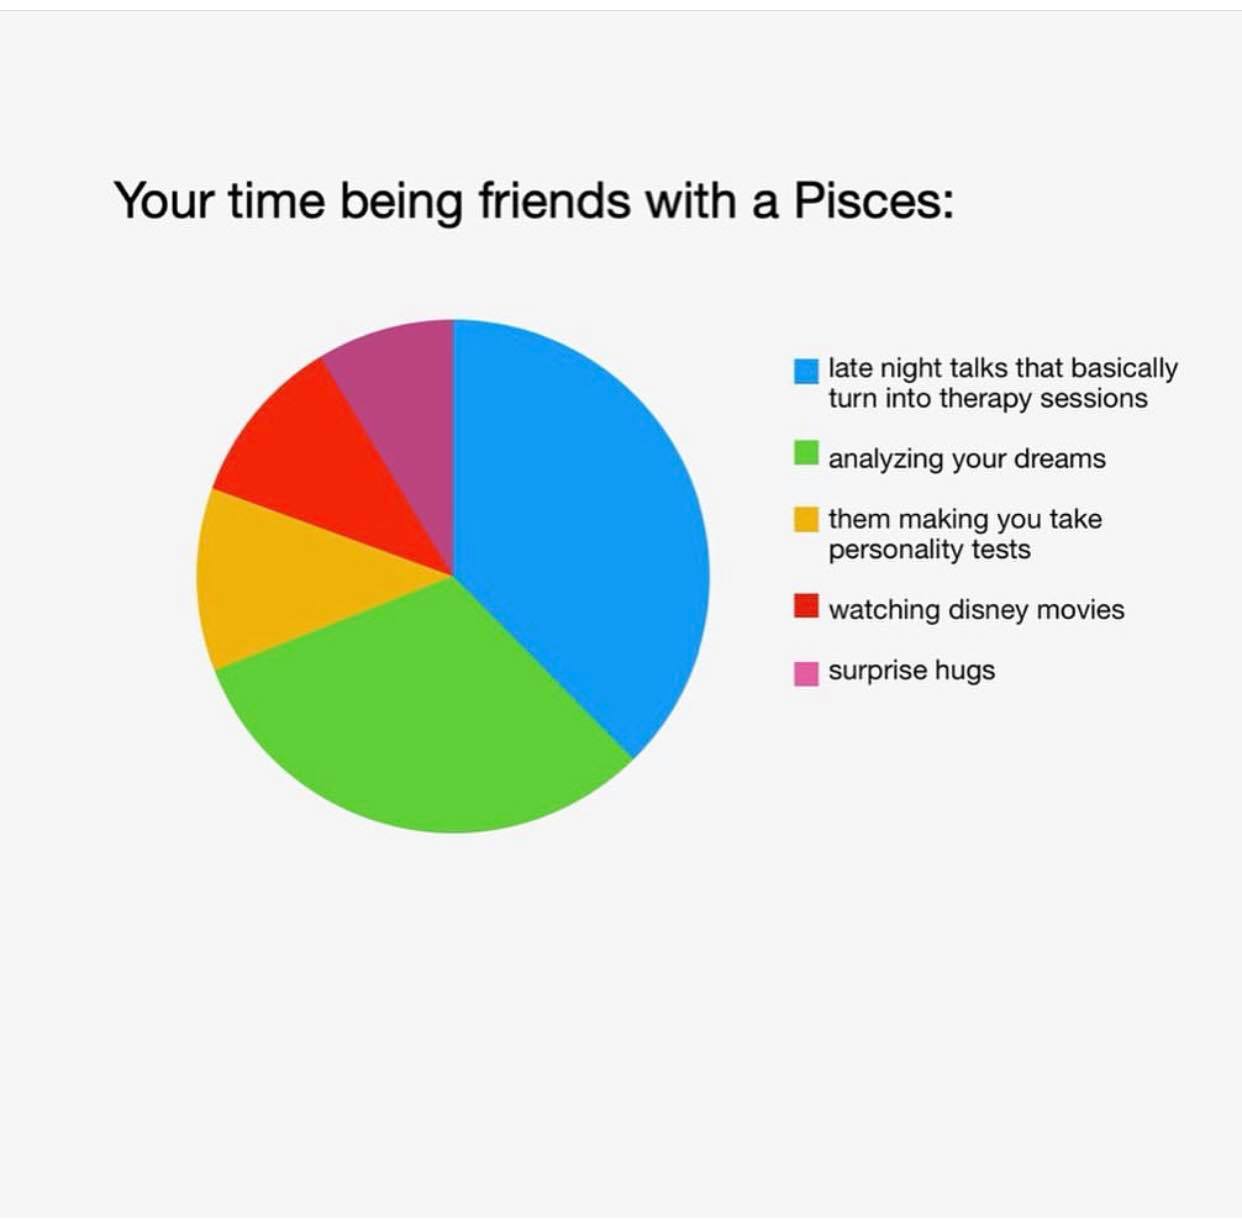 Your time being friends with a Pisces:
late night talks that basically
turn into therapy sessions
analyzing your dreams
them making you take
personality tests
watching disney movies
surprise hugs